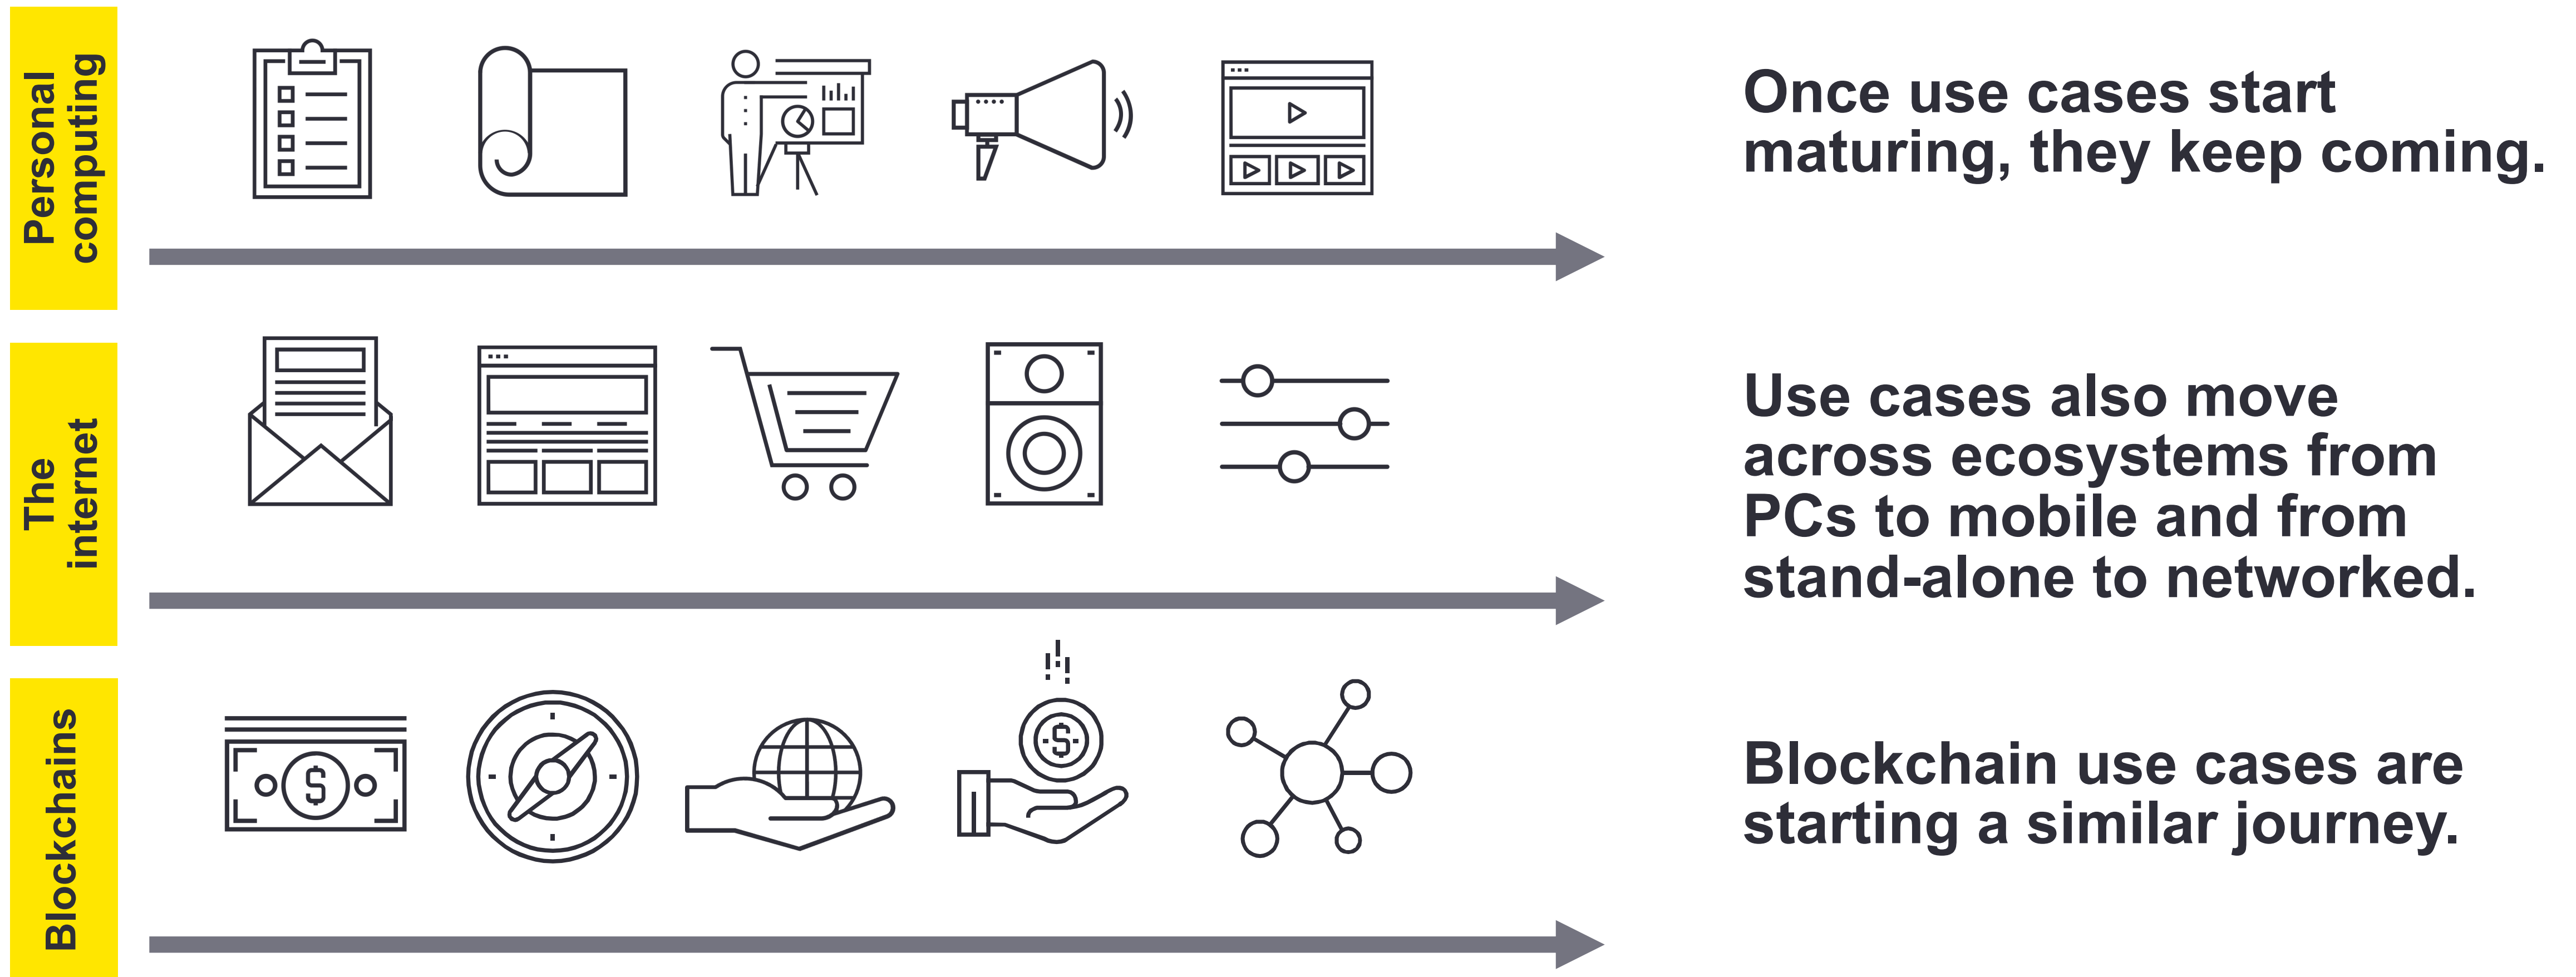 Personal
computing
Once use cases start
maturing, they keep coming.
The
internet
Use cases also move
across ecosystems from
PCs to mobile and from
stand-alone to networked.
Blockchains
$
$
Blockchain use cases are
starting a similar journey.